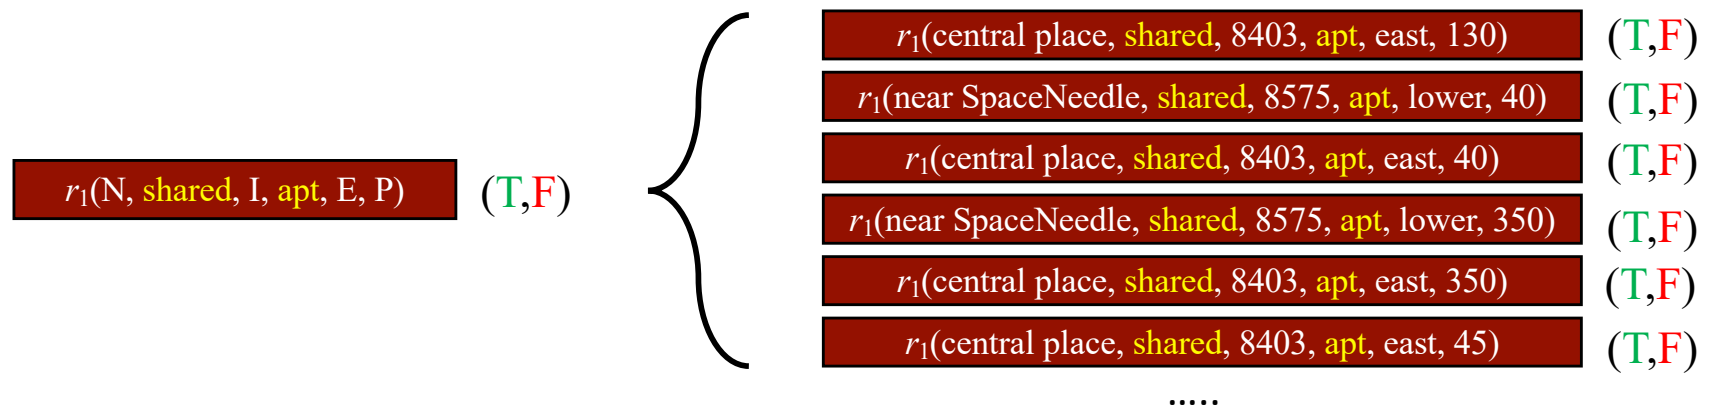 r1(N, shared, I, apt, E, P) (T,F)
r1(central place, shared, 8403, apt, east, 130) (T,F)
r1(near SpaceNeedle, shared, 8575, apt, lower, 40) (T,F)
r1(central place, shared, 8403, apt, east, 40) (T,F)
r1(near SpaceNeedle, shared, 8575, apt, lower, 350) (T,F)
r1(central place, shared, 8403, apt, east, 350) (T,F)
r1(central place, shared, 8403, apt, east, 45) (T,F)
.....